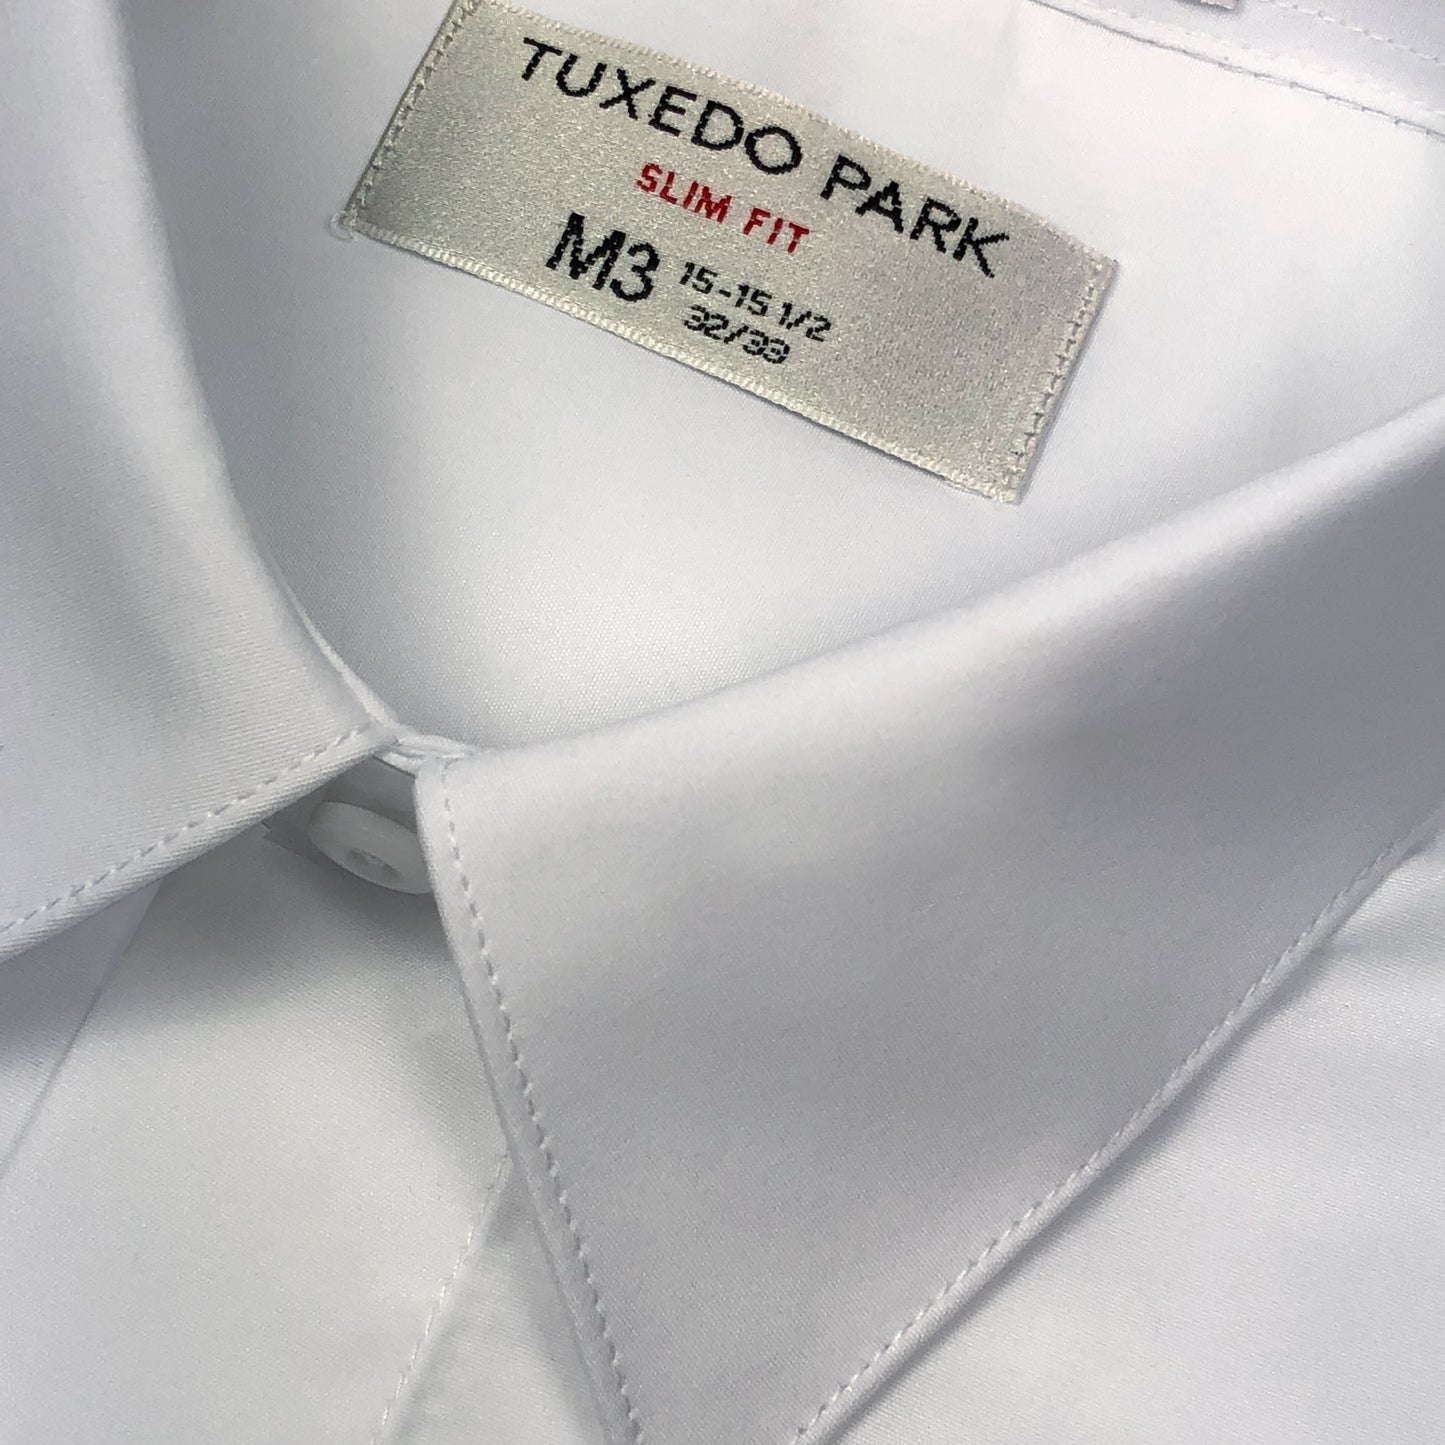 TUXEDO PARK
SLIM FIT
M3 15-15 1/2
32/33